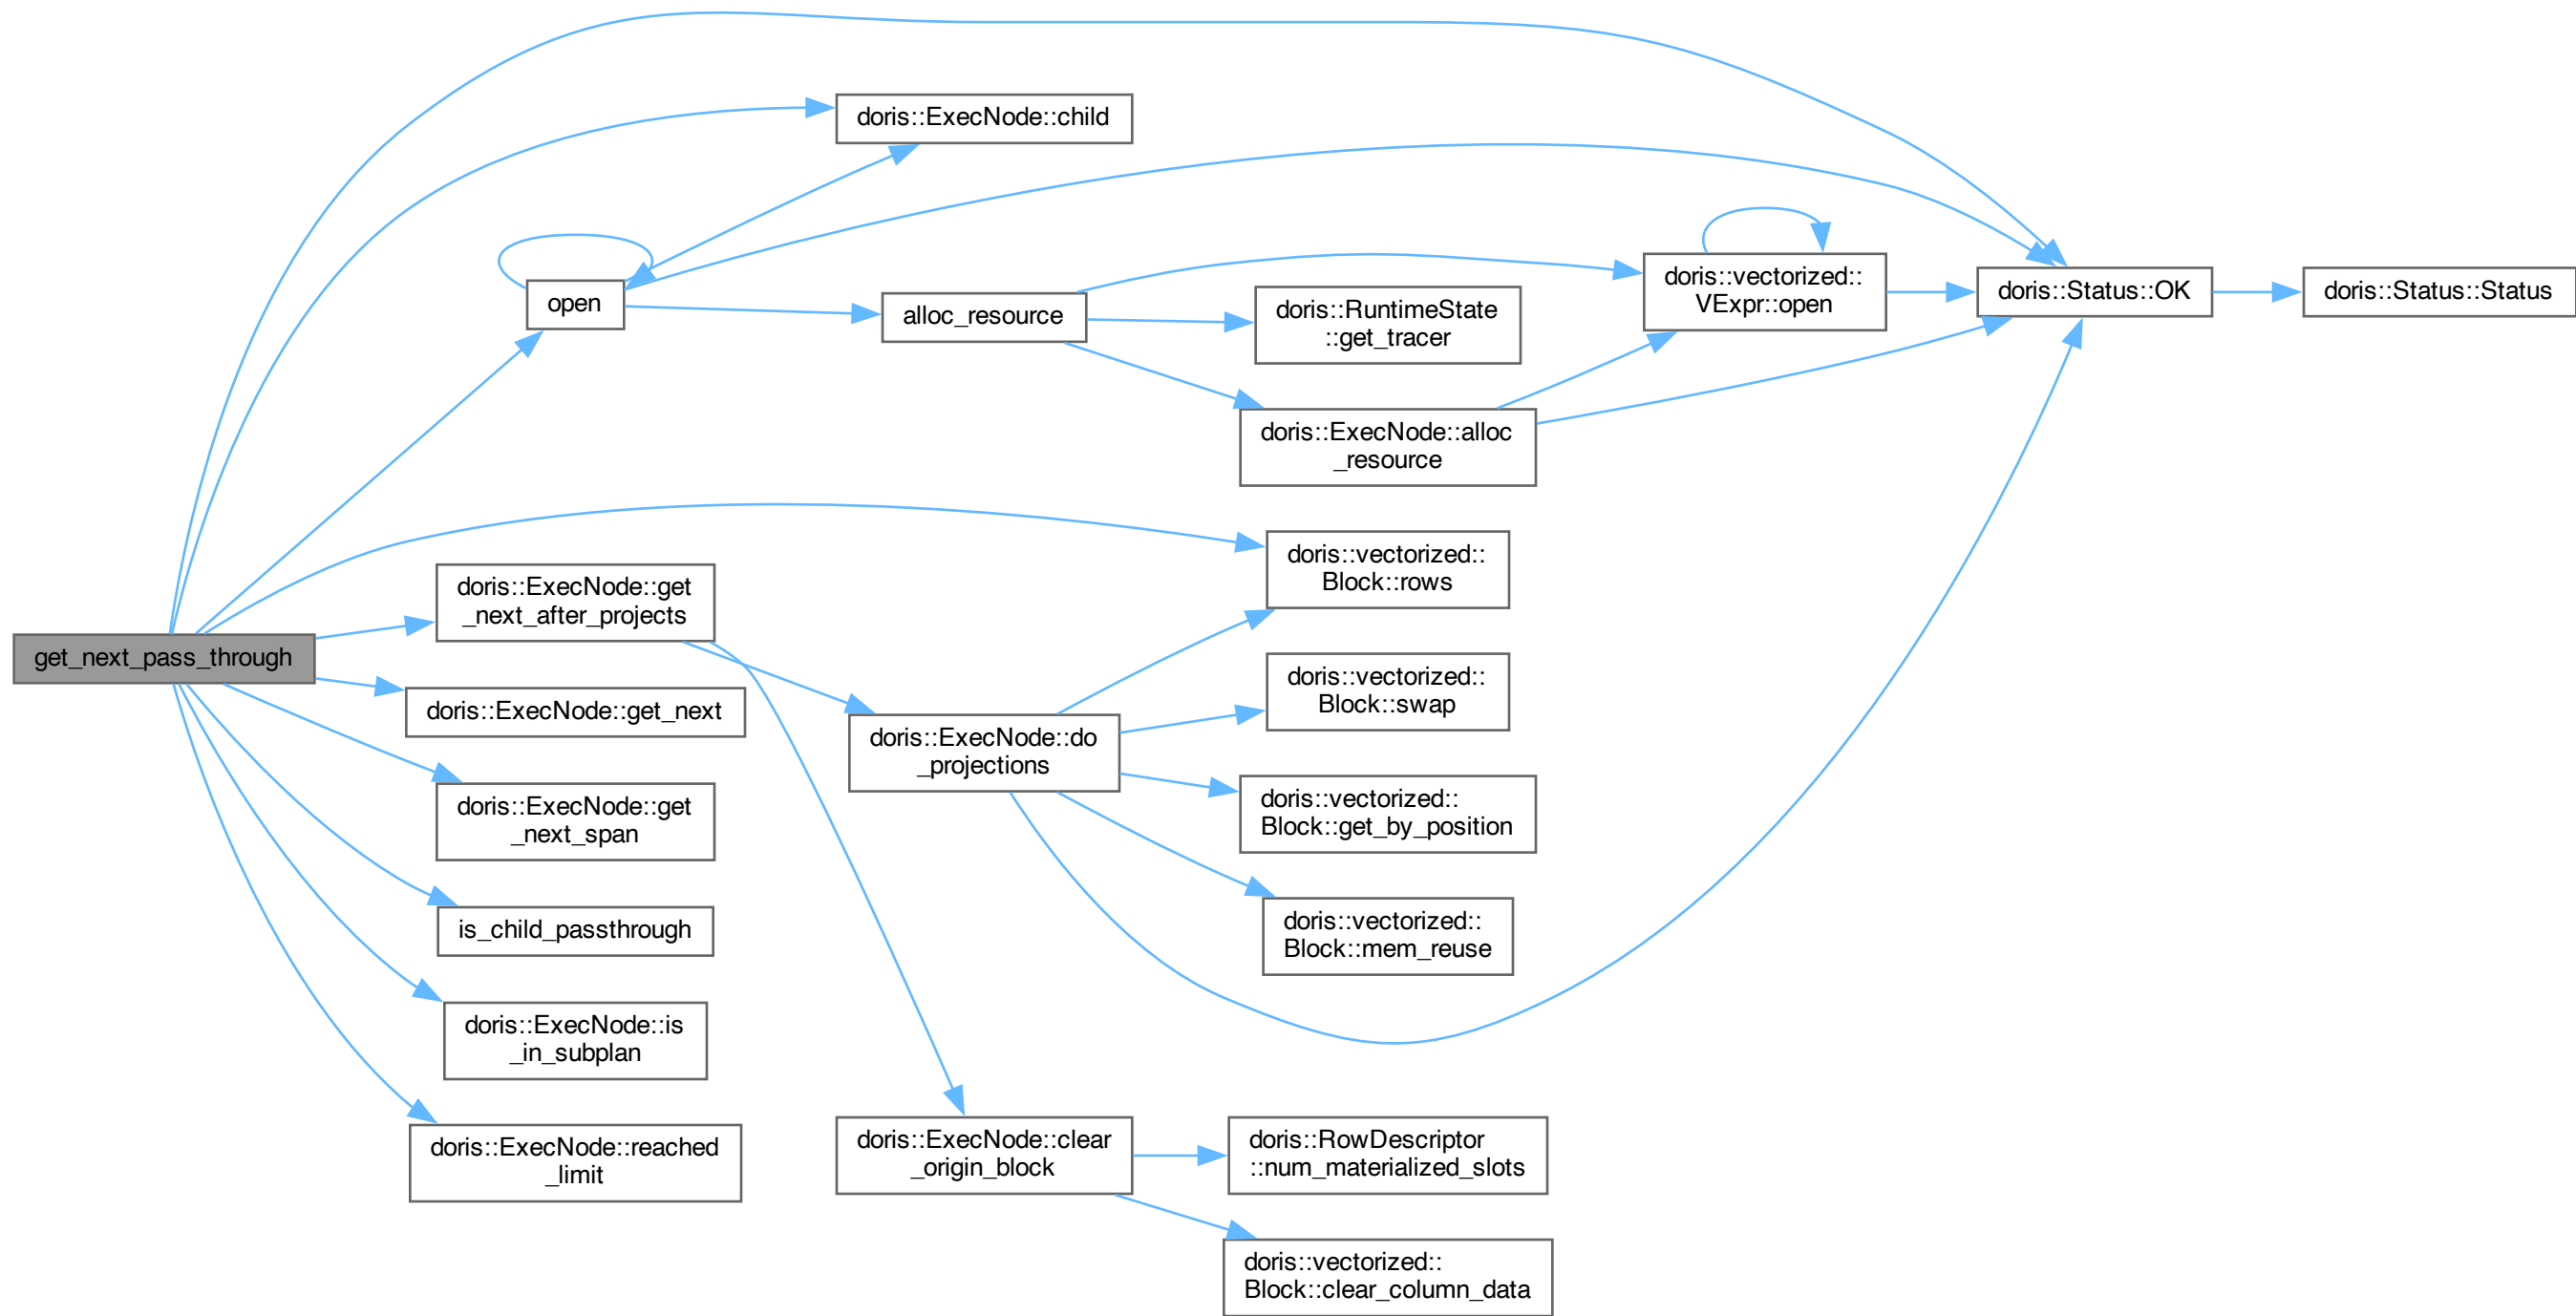 get_next_pass_through
doris::ExecNode::child
open
alloc_resource
doris::vectorized::
VExpr::open
doris::Status::OK
doris::Status::Status
doris::RuntimeState
::get_tracer
doris::ExecNode::alloc
_resource
doris::ExecNode::get
_next_after_projects
doris::ExecNode::get_next
doris::ExecNode::get
_next_span
is_child_passthrough
doris::ExecNode::is
_in_subplan
doris::ExecNode::reached
_limit
doris::ExecNode::do
_projections
doris::vectorized::
Block::rows
doris::vectorized::
Block::swap
doris::vectorized::
Block::get_by_position
doris::vectorized::
Block::mem_reuse
doris::ExecNode::clear
_origin_block
doris::RowDescriptor
::num_materialized_slots
doris::vectorized::
Block::clear_column_data